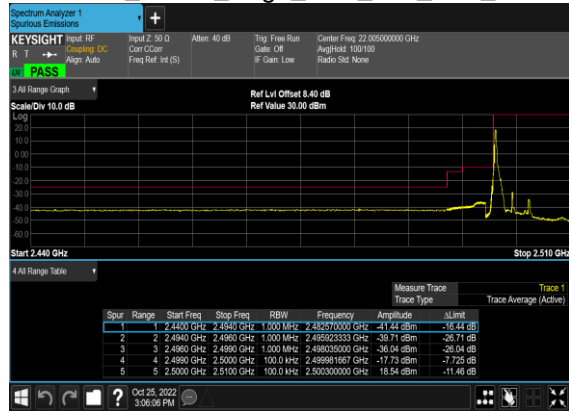 Spectrum Analyzer 1
Spurious Emissions
+
KEYSIGHT Input: RF Input Z: 50 Ω Atten: 40 dB Trig: Free Run Center Freq: 22.005000000 GHz
R T Coupling: DC Corr CCorr Gate: Off Avg|Hold: 100/100
Align: Auto Freq Ref: Int (S) IF Gain: Low Radio Std: None
PASS
3 All Range Graph Ref Lvl Offset 8.40 dB
Scale/Div 10.0 dB Ref Value 30.00 dBm
Log
20.0
10.0
0.00
-10.0
-20.0
-30.0
-40.0
-50.0
-60.0
Start 2.440 GHz Stop 2.510 GHz
4 All Range Table
Measure Trace Trace 1
Trace Type Trace Average (Active)
Spur Range Start Freq Stop Freq RBW Frequency Amplitude ΔLimit
1 1 2.4400 GHz 2.4940 GHz 1.000 MHz 2.482570000 GHz -41.44 dBm -16.44 dB
2 2 2.4940 GHz 2.4960 GHz 1.000 MHz 2.495923333 GHz -39.71 dBm -26.71 dB
3 3 2.4960 GHz 2.4990 GHz 1.000 MHz 2.498035000 GHz -36.04 dBm -26.04 dB
4 4 2.4990 GHz 2.5000 GHz 100.0 kHz 2.499981667 GHz -17.73 dBm -7.725 dB
5 5 2.5000 GHz 2.5100 GHz 100.0 kHz 2.500300000 GHz 18.54 dBm -11.46 dB
? Oct 25, 2022
3:06:06 PM